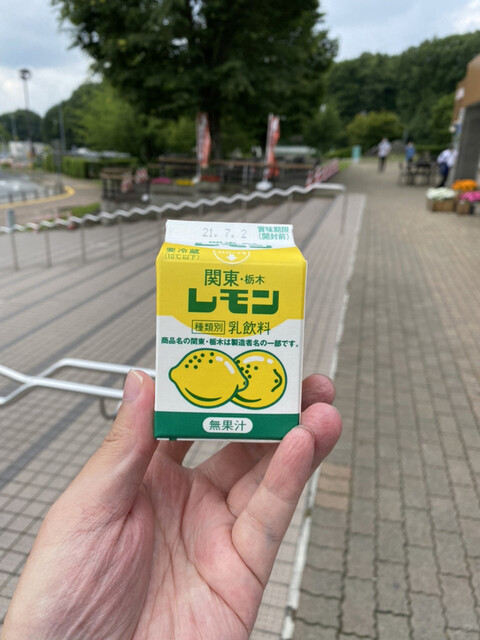 21. 7. 2
賞味期限
(開封前)
要冷蔵
(10℃以下)
関東・栃木
レモン
種類別 乳飲料
商品名の関東・栃木は製造者名の一部です。
無果汁